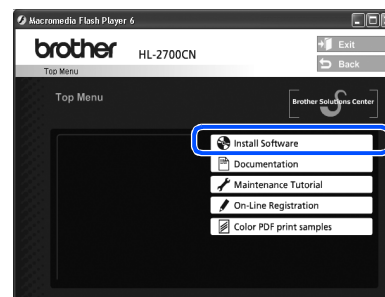 Macromedia Flash Player 6
brother HL-2700CN
Exit
Back
Top Menu
Top Menu
Brother Solutions Center
Install Software
Documentation
Maintenance Tutorial
On-Line Registration
Color PDF print samples